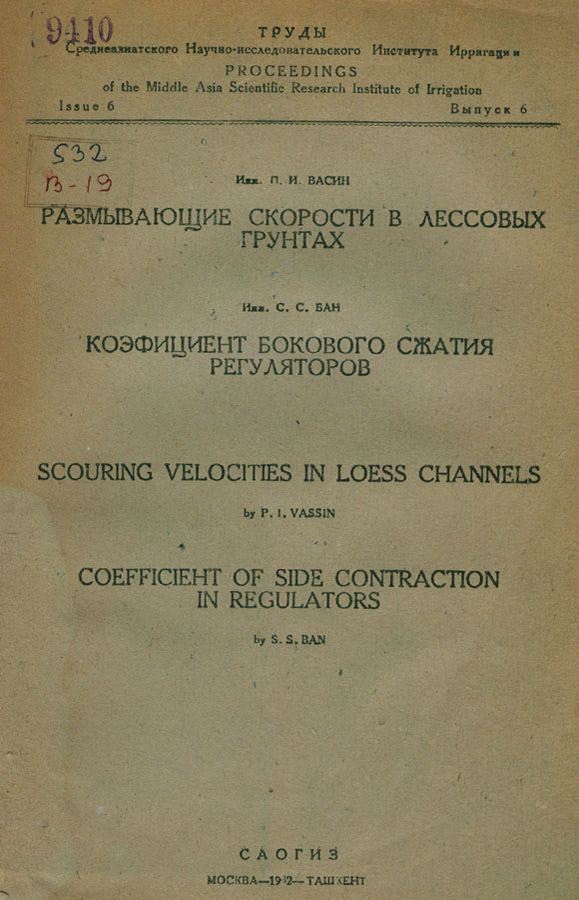 9410
ТРУДЫ
Среднеазиатского Научно-исследовательского Института Ирригации
PROCEEDINGS
of the Middle Asia Scientific Research Institute of Irrigation
Issue 6 Выпуск 6
532
В-19
Инж. П. И. ВАСИН
РАЗМЫВАЮЩИЕ СКОРОСТИ В ЛЕССОВЫХ
ГРУНТАХ
Инж. С. С. БАН
КОЭФИЦИЕНТ БОКОВОГО СЖАТИЯ
РЕГУЛЯТОРОВ
SCOURING VELOCITIES IN LOESS CHANNELS
by P. I. VASSIN
COEFFICIEHT OF SIDE CONTRACTION
IN REGULATORS
by S. S. BAN
САОГИЗ
МОСКВА— —ТАШКЕНТ